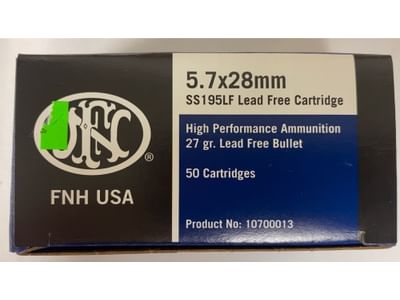 5.7x28mm
SS195LF Lead Free Cartridge
High Performance Ammunition
27 gr. Lead Free Bullet
50 Cartridges
Product No: 10700013
FN
®
FNH USA